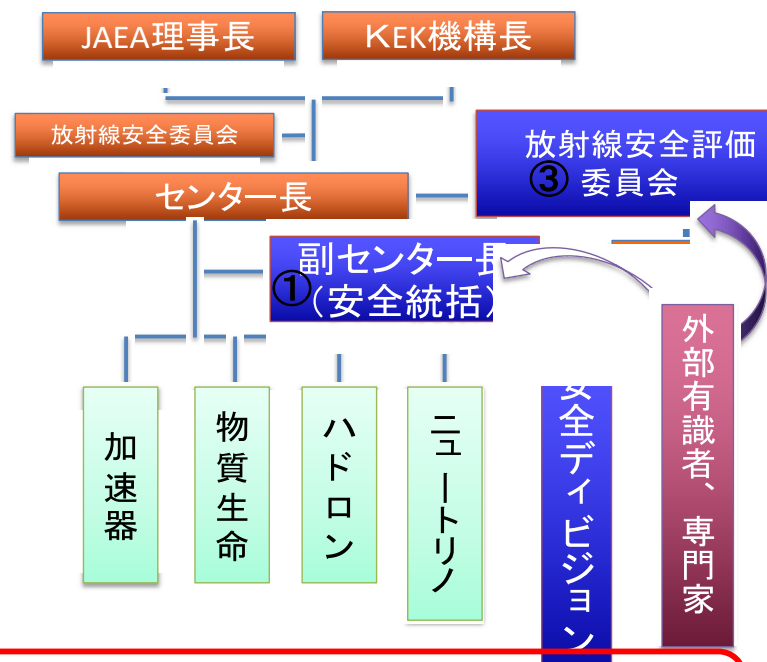 JAEA理事長
KEK機構長
放射線安全委員会
放射線安全評価
③ 委員会
センター長
副センター長
①（安全統括）
加速器
物質生命
ハドロン
ニュートリノ
安全ディビジョン
外部有識者、専門家